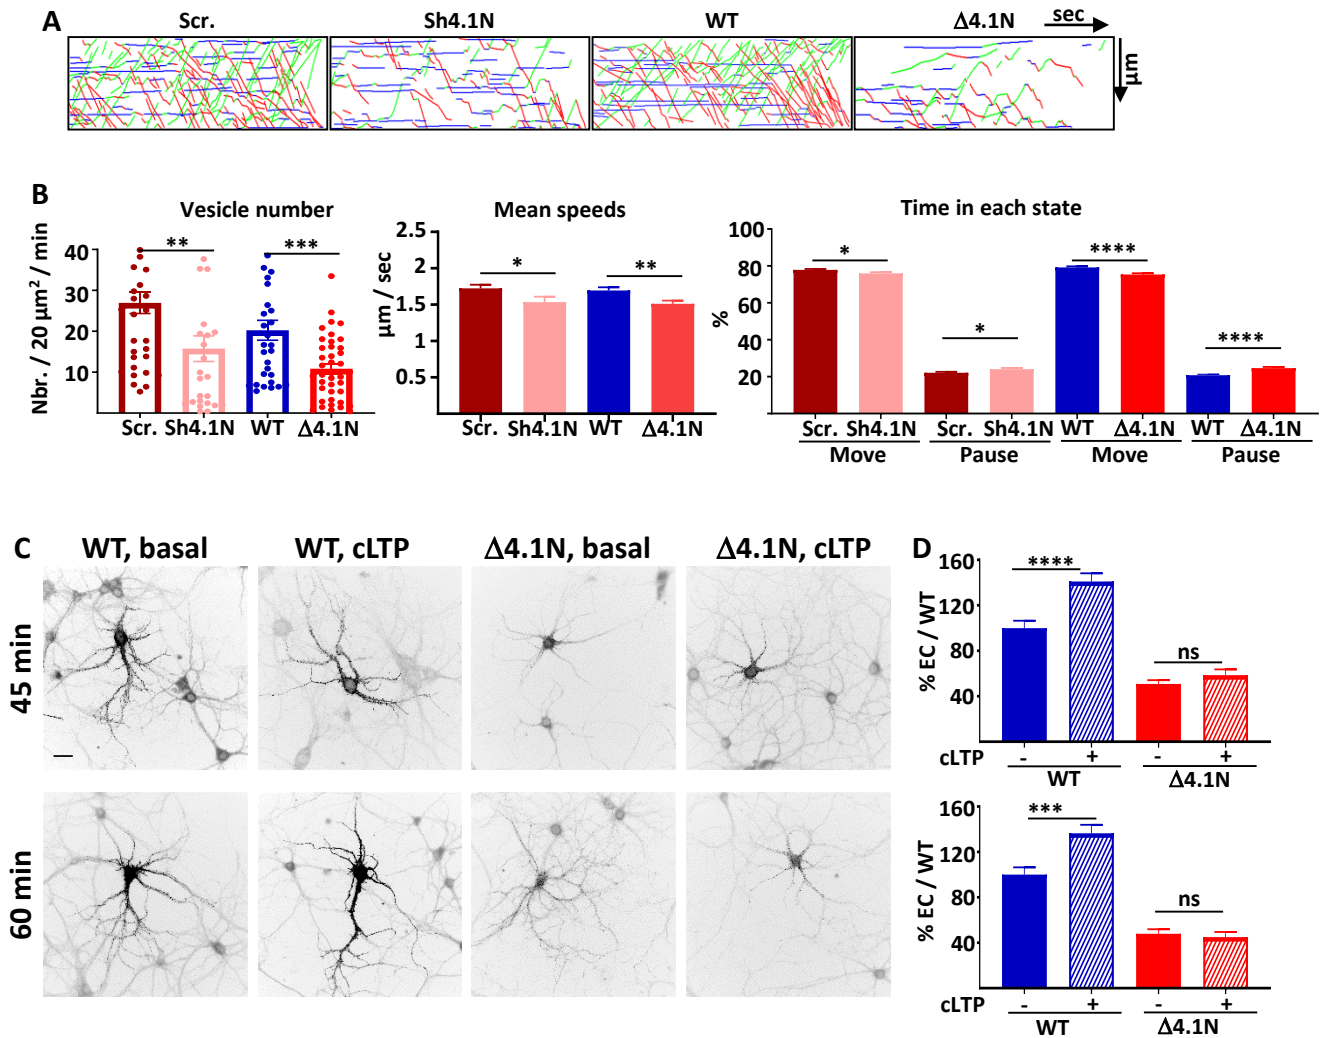 A Scr. Sh4.1N WT Δ4.1N sec
μm
B Vesicle number Mean speeds Time in each state
Nbr. / 20 μm² / min
40
30
20
10
** ***
Scr. Sh4.1N WT Δ4.1N
μm / sec
2.5
2
1.5
1
0.5
* **
Scr. Sh4.1N WT Δ4.1N
%
100
80
60
40
20
* * **** ****
Scr. Sh4.1N Scr. Sh4.1N WT Δ4.1N WT Δ4.1N
Move Pause Move Pause
C WT, basal WT, cLTP Δ4.1N, basal Δ4.1N, cLTP
45 min
60 min
D
% EC / WT
160
120
80
40
**** ns
cLTP - + - +
WT Δ4.1N
% EC / WT
160
120
80
40
*** ns
cLTP - + - +
WT Δ4.1N